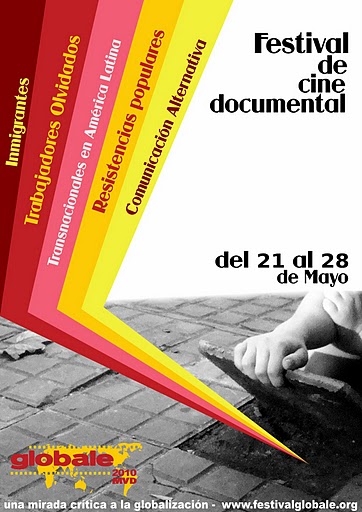 Festival
de
cine
documental
Inmigrantes
Trabajadores Olvidados
Transnacionales en América Latina
Resistencias populares
Comunicación Alternativa
del 21 al 28
de Mayo
globale
2010
MVD
una mirada crítica a la globalización - www.festivalglobale.org